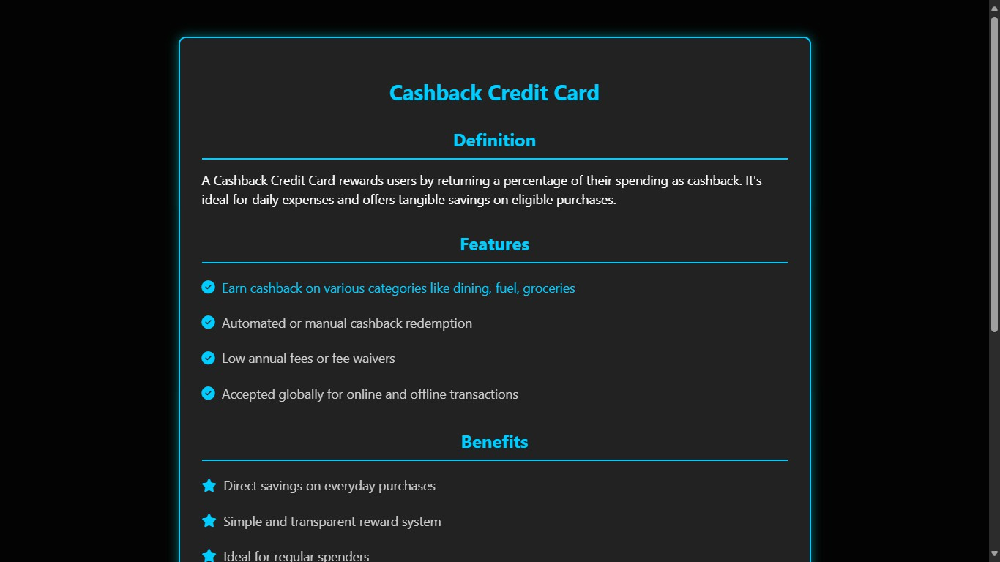 Cashback Credit Card
Definition
A Cashback Credit Card rewards users by returning a percentage of their spending as cashback. It's
ideal for daily expenses and offers tangible savings on eligible purchases.
Features
Earn cashback on various categories like dining, fuel, groceries
Automated or manual cashback redemption
Low annual fees or fee waivers
Accepted globally for online and offline transactions
Benefits
Direct savings on everyday purchases
Simple and transparent reward system
Ideal for regular spenders